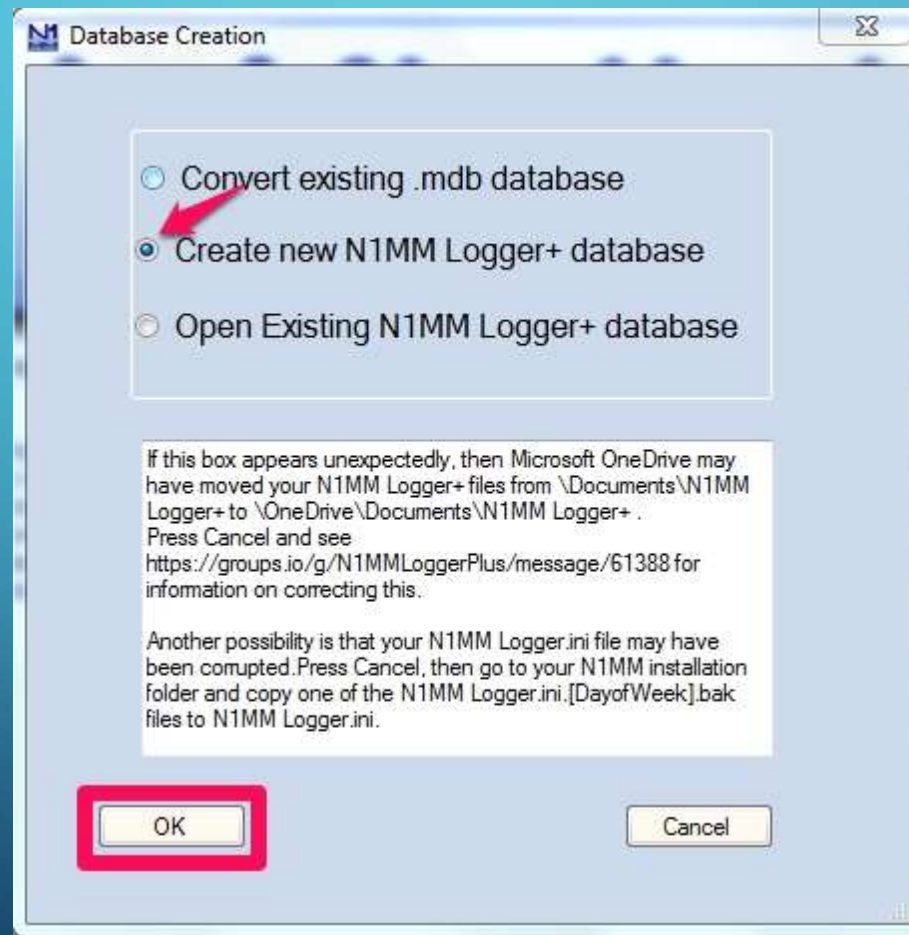 N1 Database Creation
Convert existing .mdb database
Create new N1MM Logger+ database
Open Existing N1MM Logger+ database
If this box appears unexpectedly, then Microsoft OneDrive may
have moved your N1MM Logger+ files from \Documents\N1MM
Logger+ to \OneDrive\Documents\N1MM Logger+ .
Press Cancel and see
https://groups.io/g/N1MMLoggerPlus/message/61388 for
information on correcting this.
Another possibility is that your N1MM Logger.ini file may have
been corrupted.Press Cancel, then go to your N1MM installation
folder and copy one of the N1MM Logger.ini.[DayofWeek].bak
files to N1MM Logger.ini.
OK
Cancel